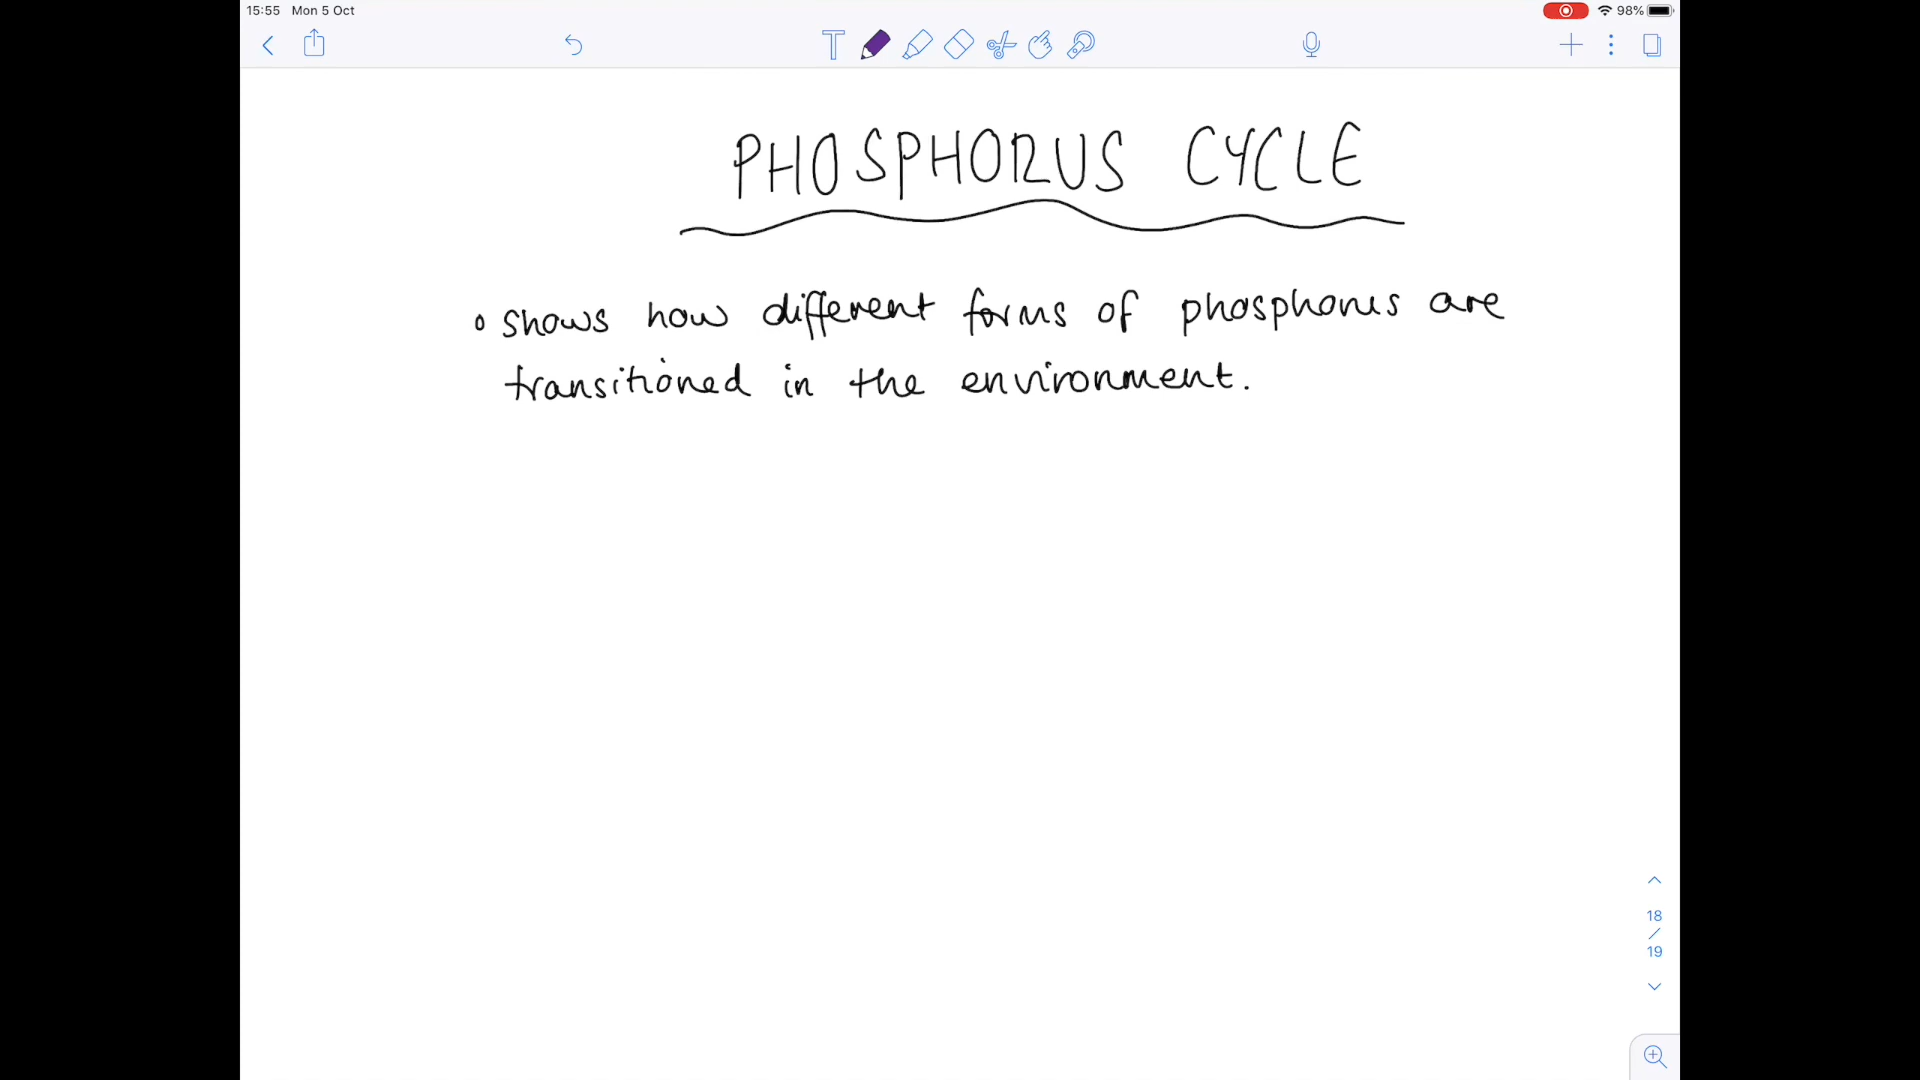 15:55 Mon 5 Oct 98%
T
PHOSPHORUS CYCLE
• shows how different forms of phosphorus are
transitioned in the environment.
18
/
19